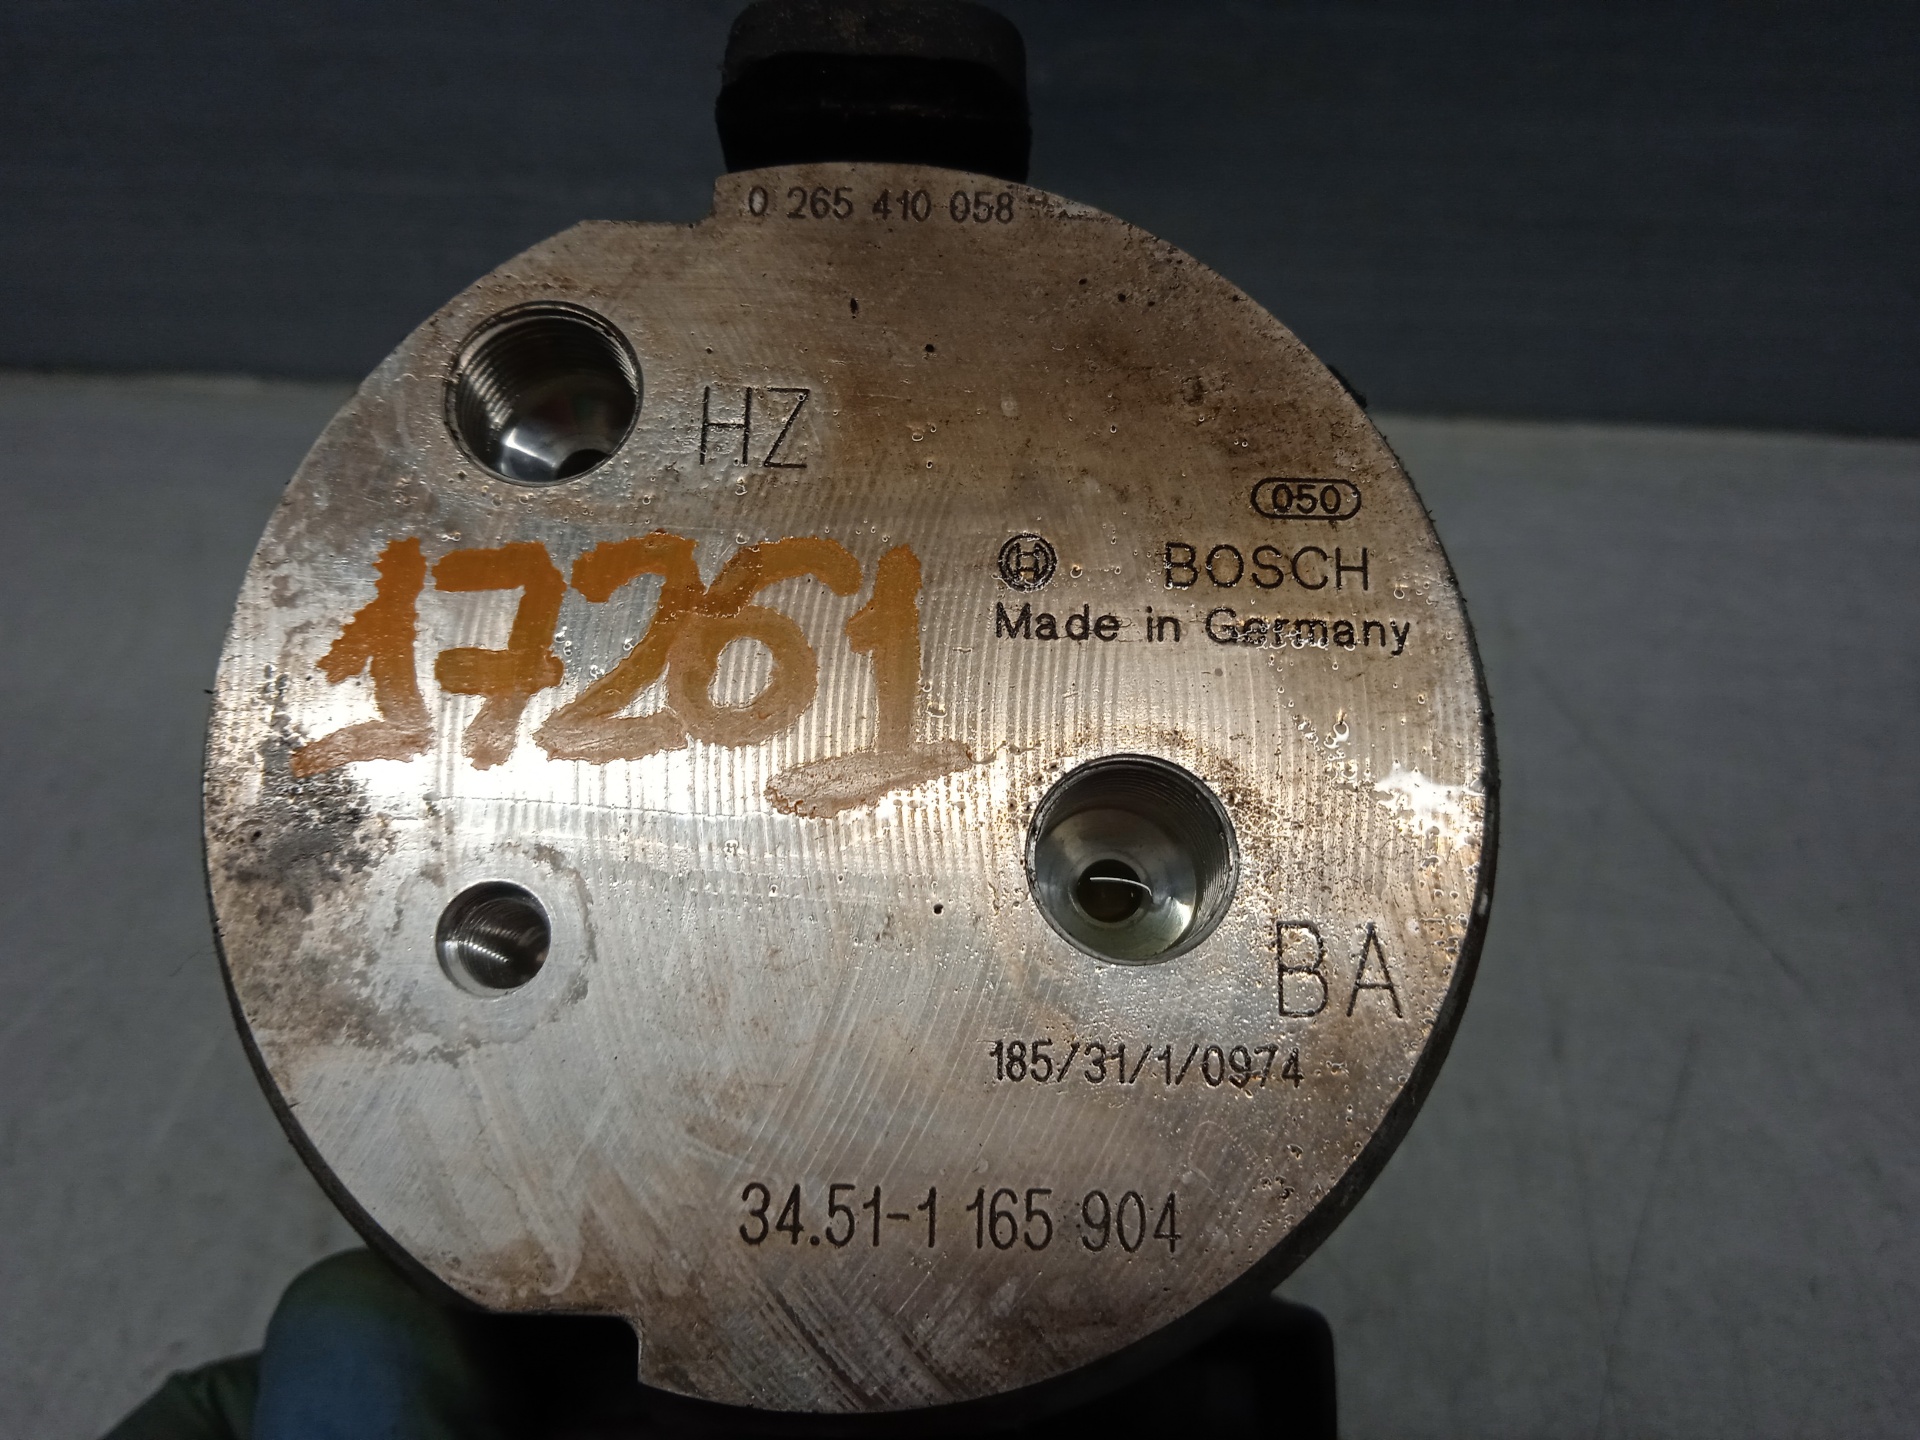 0 265 410 058
HZ
050
BOSCH
Made in Germany
17261
BA
185/31/1/0974
34.51-1 165 904